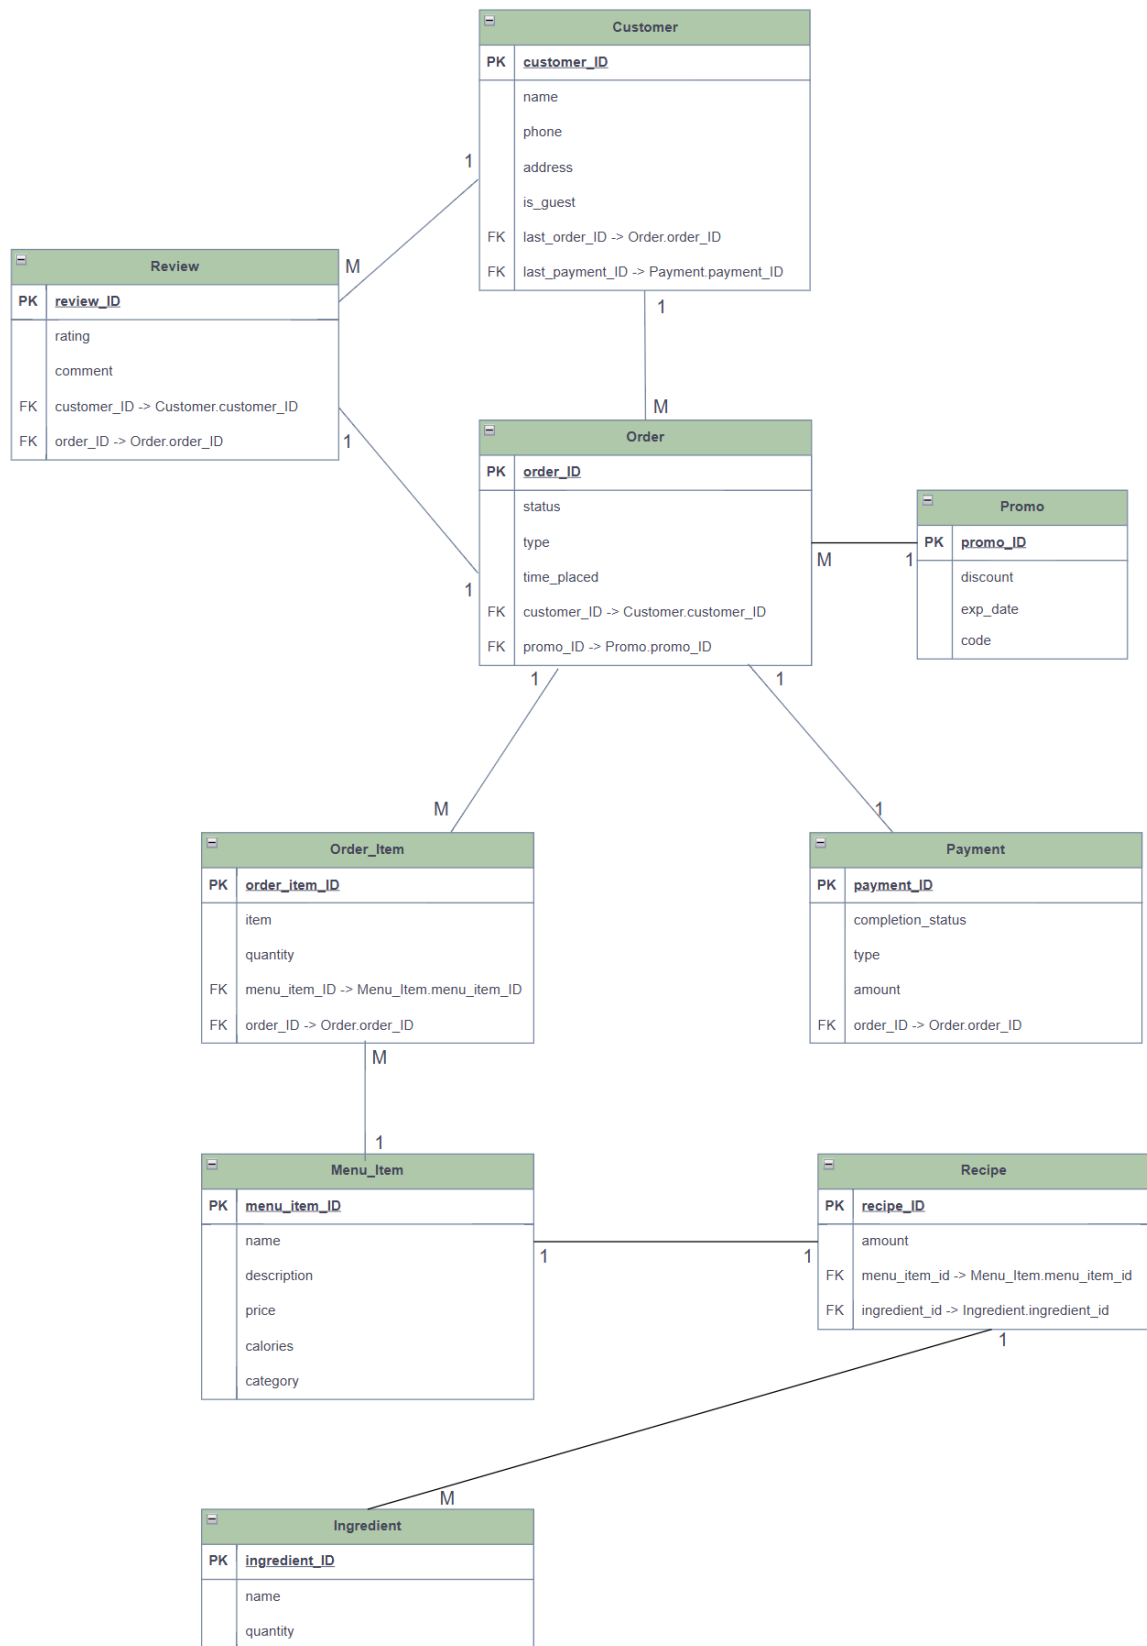 Customer
PK customer_ID
name
phone
address
is_guest
FK last_order_ID -> Order.order_ID
FK last_payment_ID -> Payment.payment_ID
1
M
1
Review
PK review_ID
rating
comment
FK customer_ID -> Customer.customer_ID
FK order_ID -> Order.order_ID
1
1
M
Order
PK order_ID
status
type
time_placed
FK customer_ID -> Customer.customer_ID
FK promo_ID -> Promo.promo_ID
M
1
Promo
PK promo_ID
discount
exp_date
code
1
1
M
1
Order_Item
PK order_item_ID
item
quantity
FK menu_item_ID -> Menu_Item.menu_item_ID
FK order_ID -> Order.order_ID
Payment
PK payment_ID
completion_status
type
amount
FK order_ID -> Order.order_ID
M
1
Menu_Item
PK menu_item_ID
name
description
price
calories
category
1
1
Recipe
PK recipe_ID
amount
FK menu_item_id -> Menu_Item.menu_item_id
FK ingredient_id -> Ingredient.ingredient_id
1
M
Ingredient
PK ingredient_ID
name
quantity